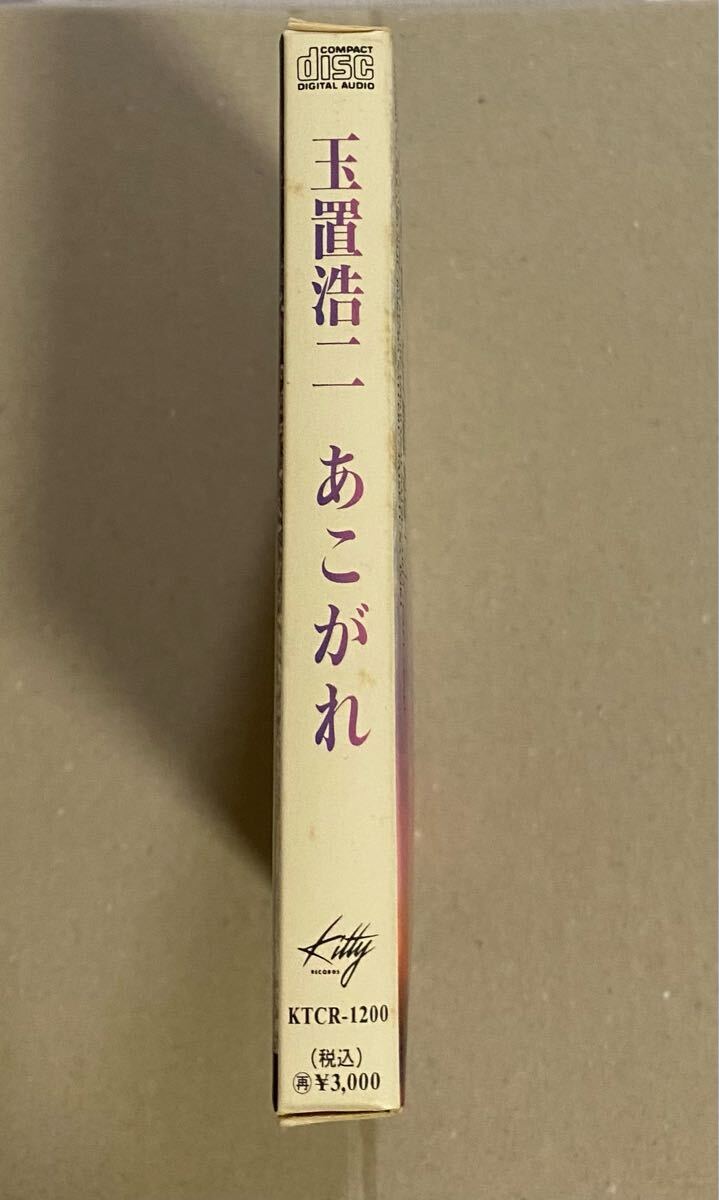 COMPACT
disc
DIGITAL AUDIO
玉置浩二 あこがれ
Kitty
RECORDS
KTCR-1200
(税込)
再 ¥3,000